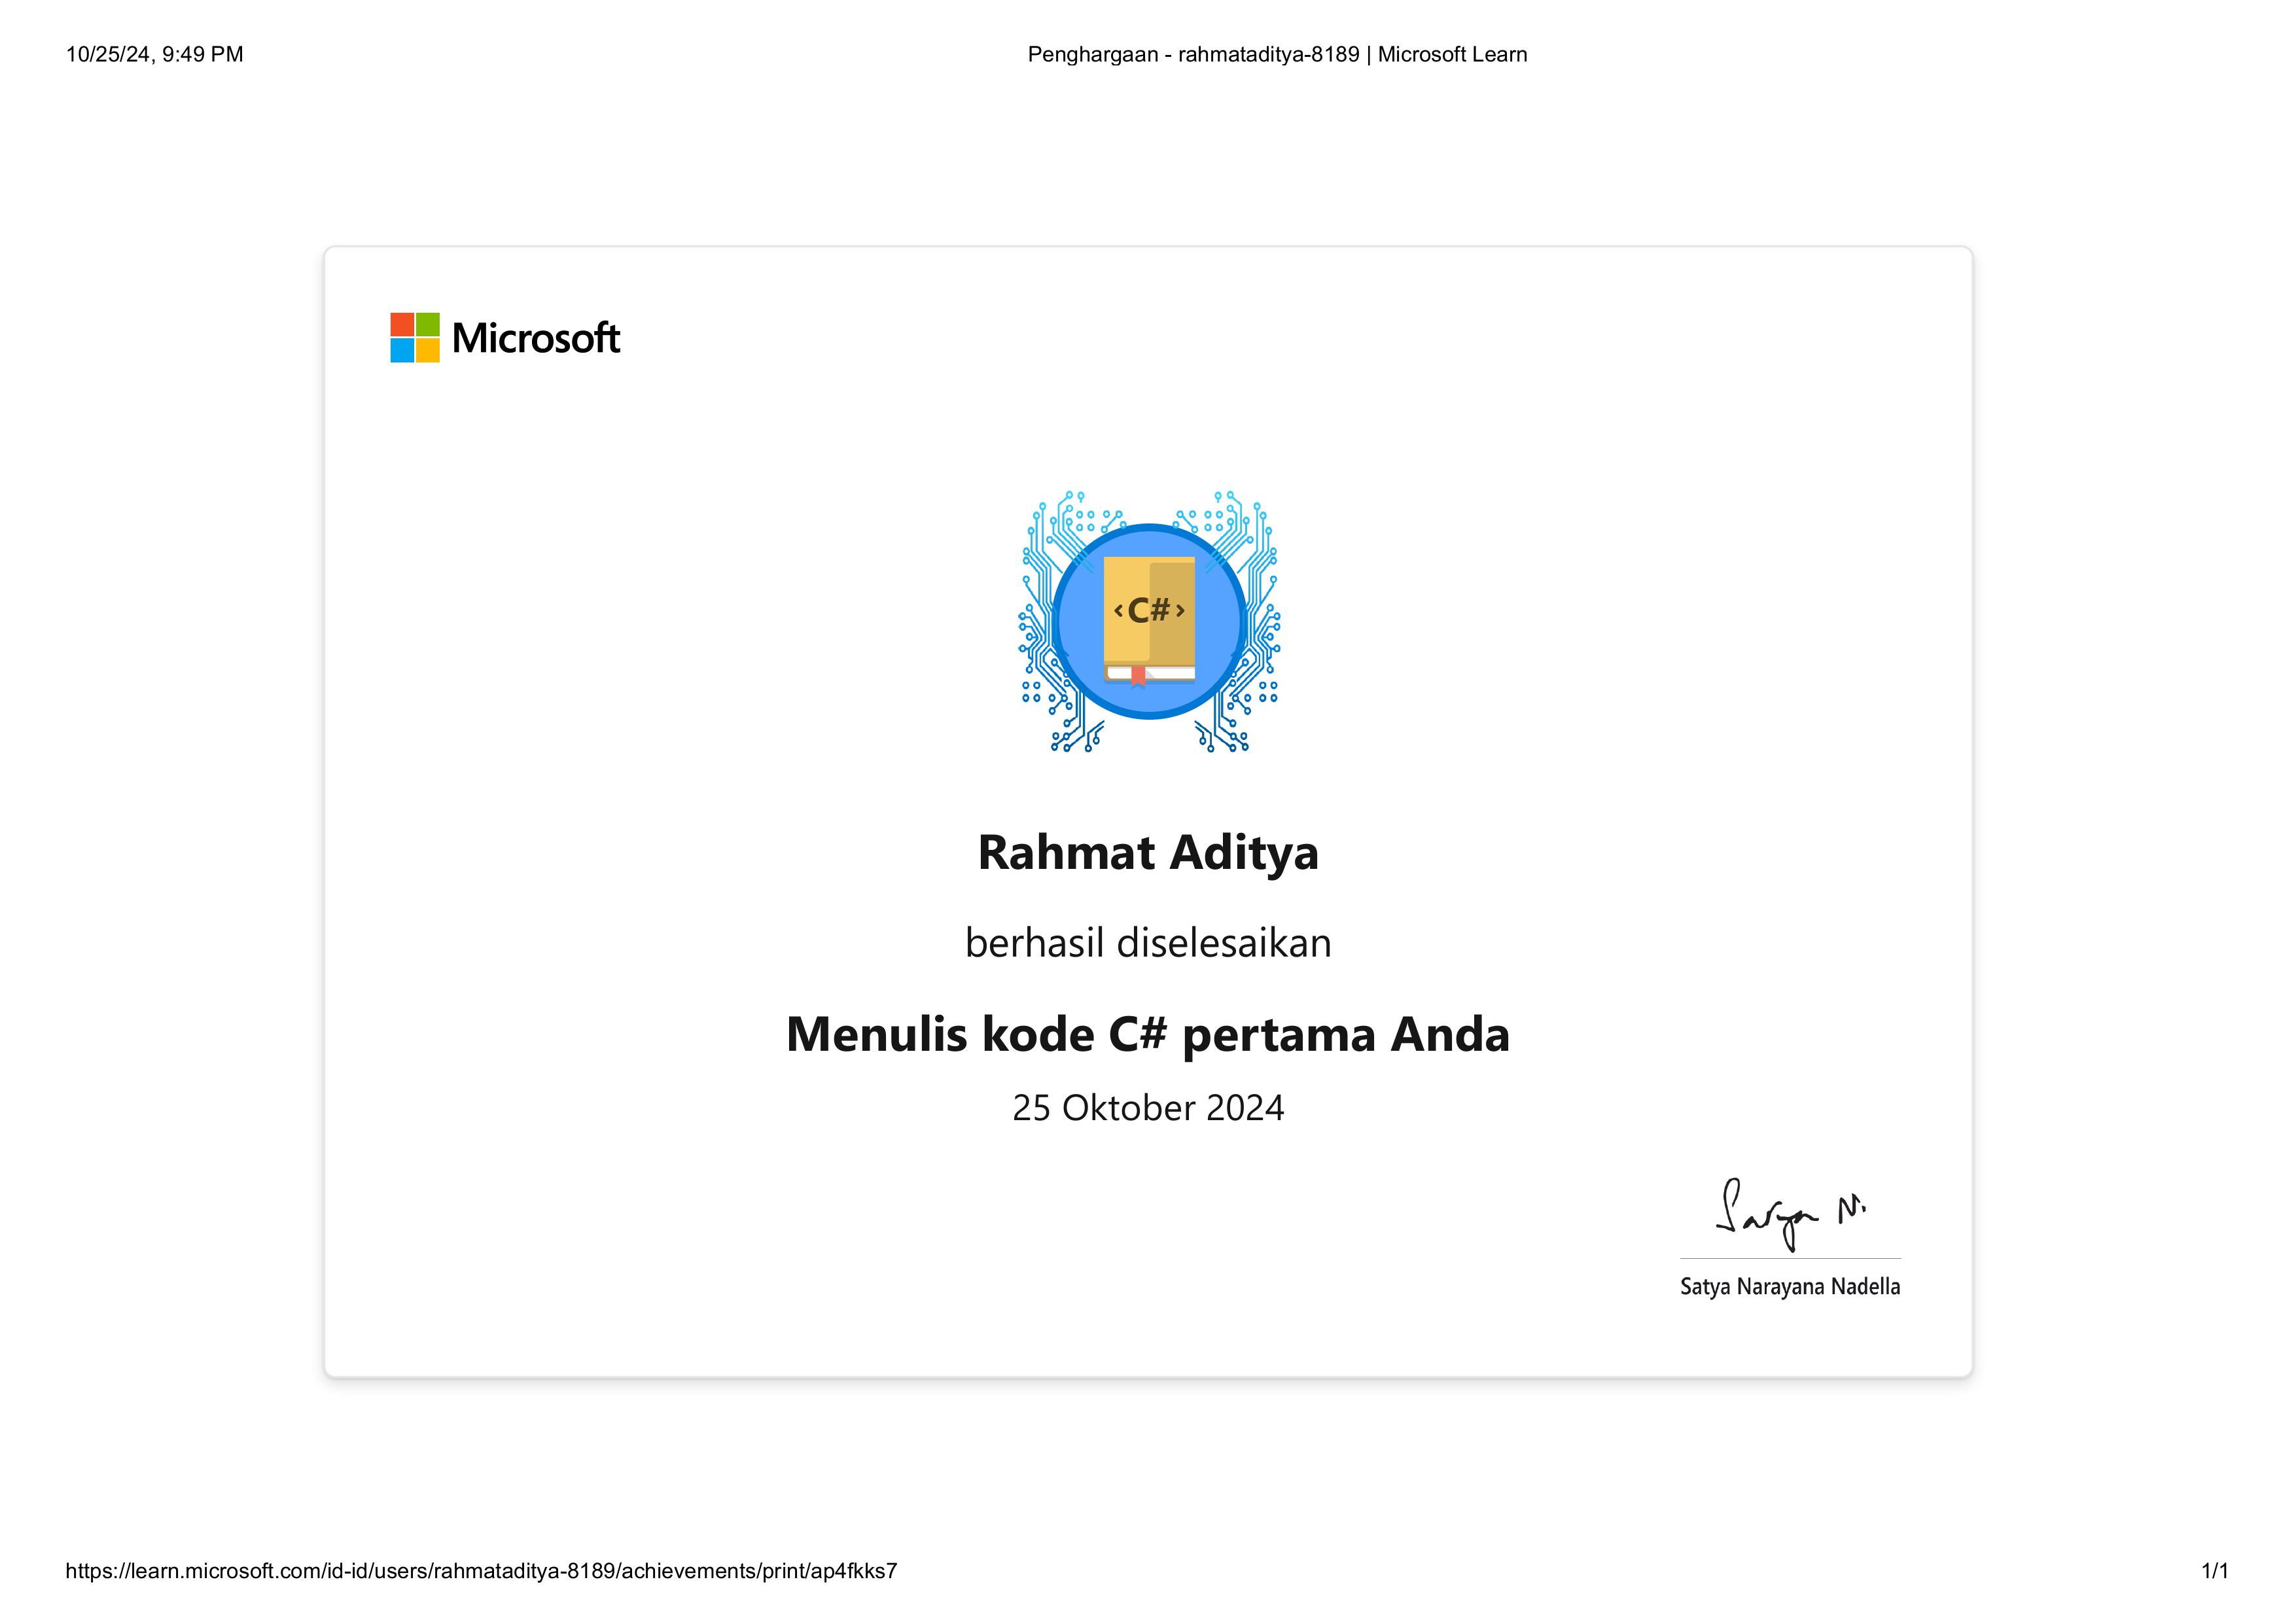 10/25/24, 9:49 PM
Penghargaan - rahmataditya-8189 | Microsoft Learn
Microsoft
<C#>
Rahmat Aditya
berhasil diselesaikan
Menulis kode C# pertama Anda
25 Oktober 2024
Satya N.
Satya Narayana Nadella
https://learn.microsoft.com/id-id/users/rahmataditya-8189/achievements/print/ap4fkks7
1/1